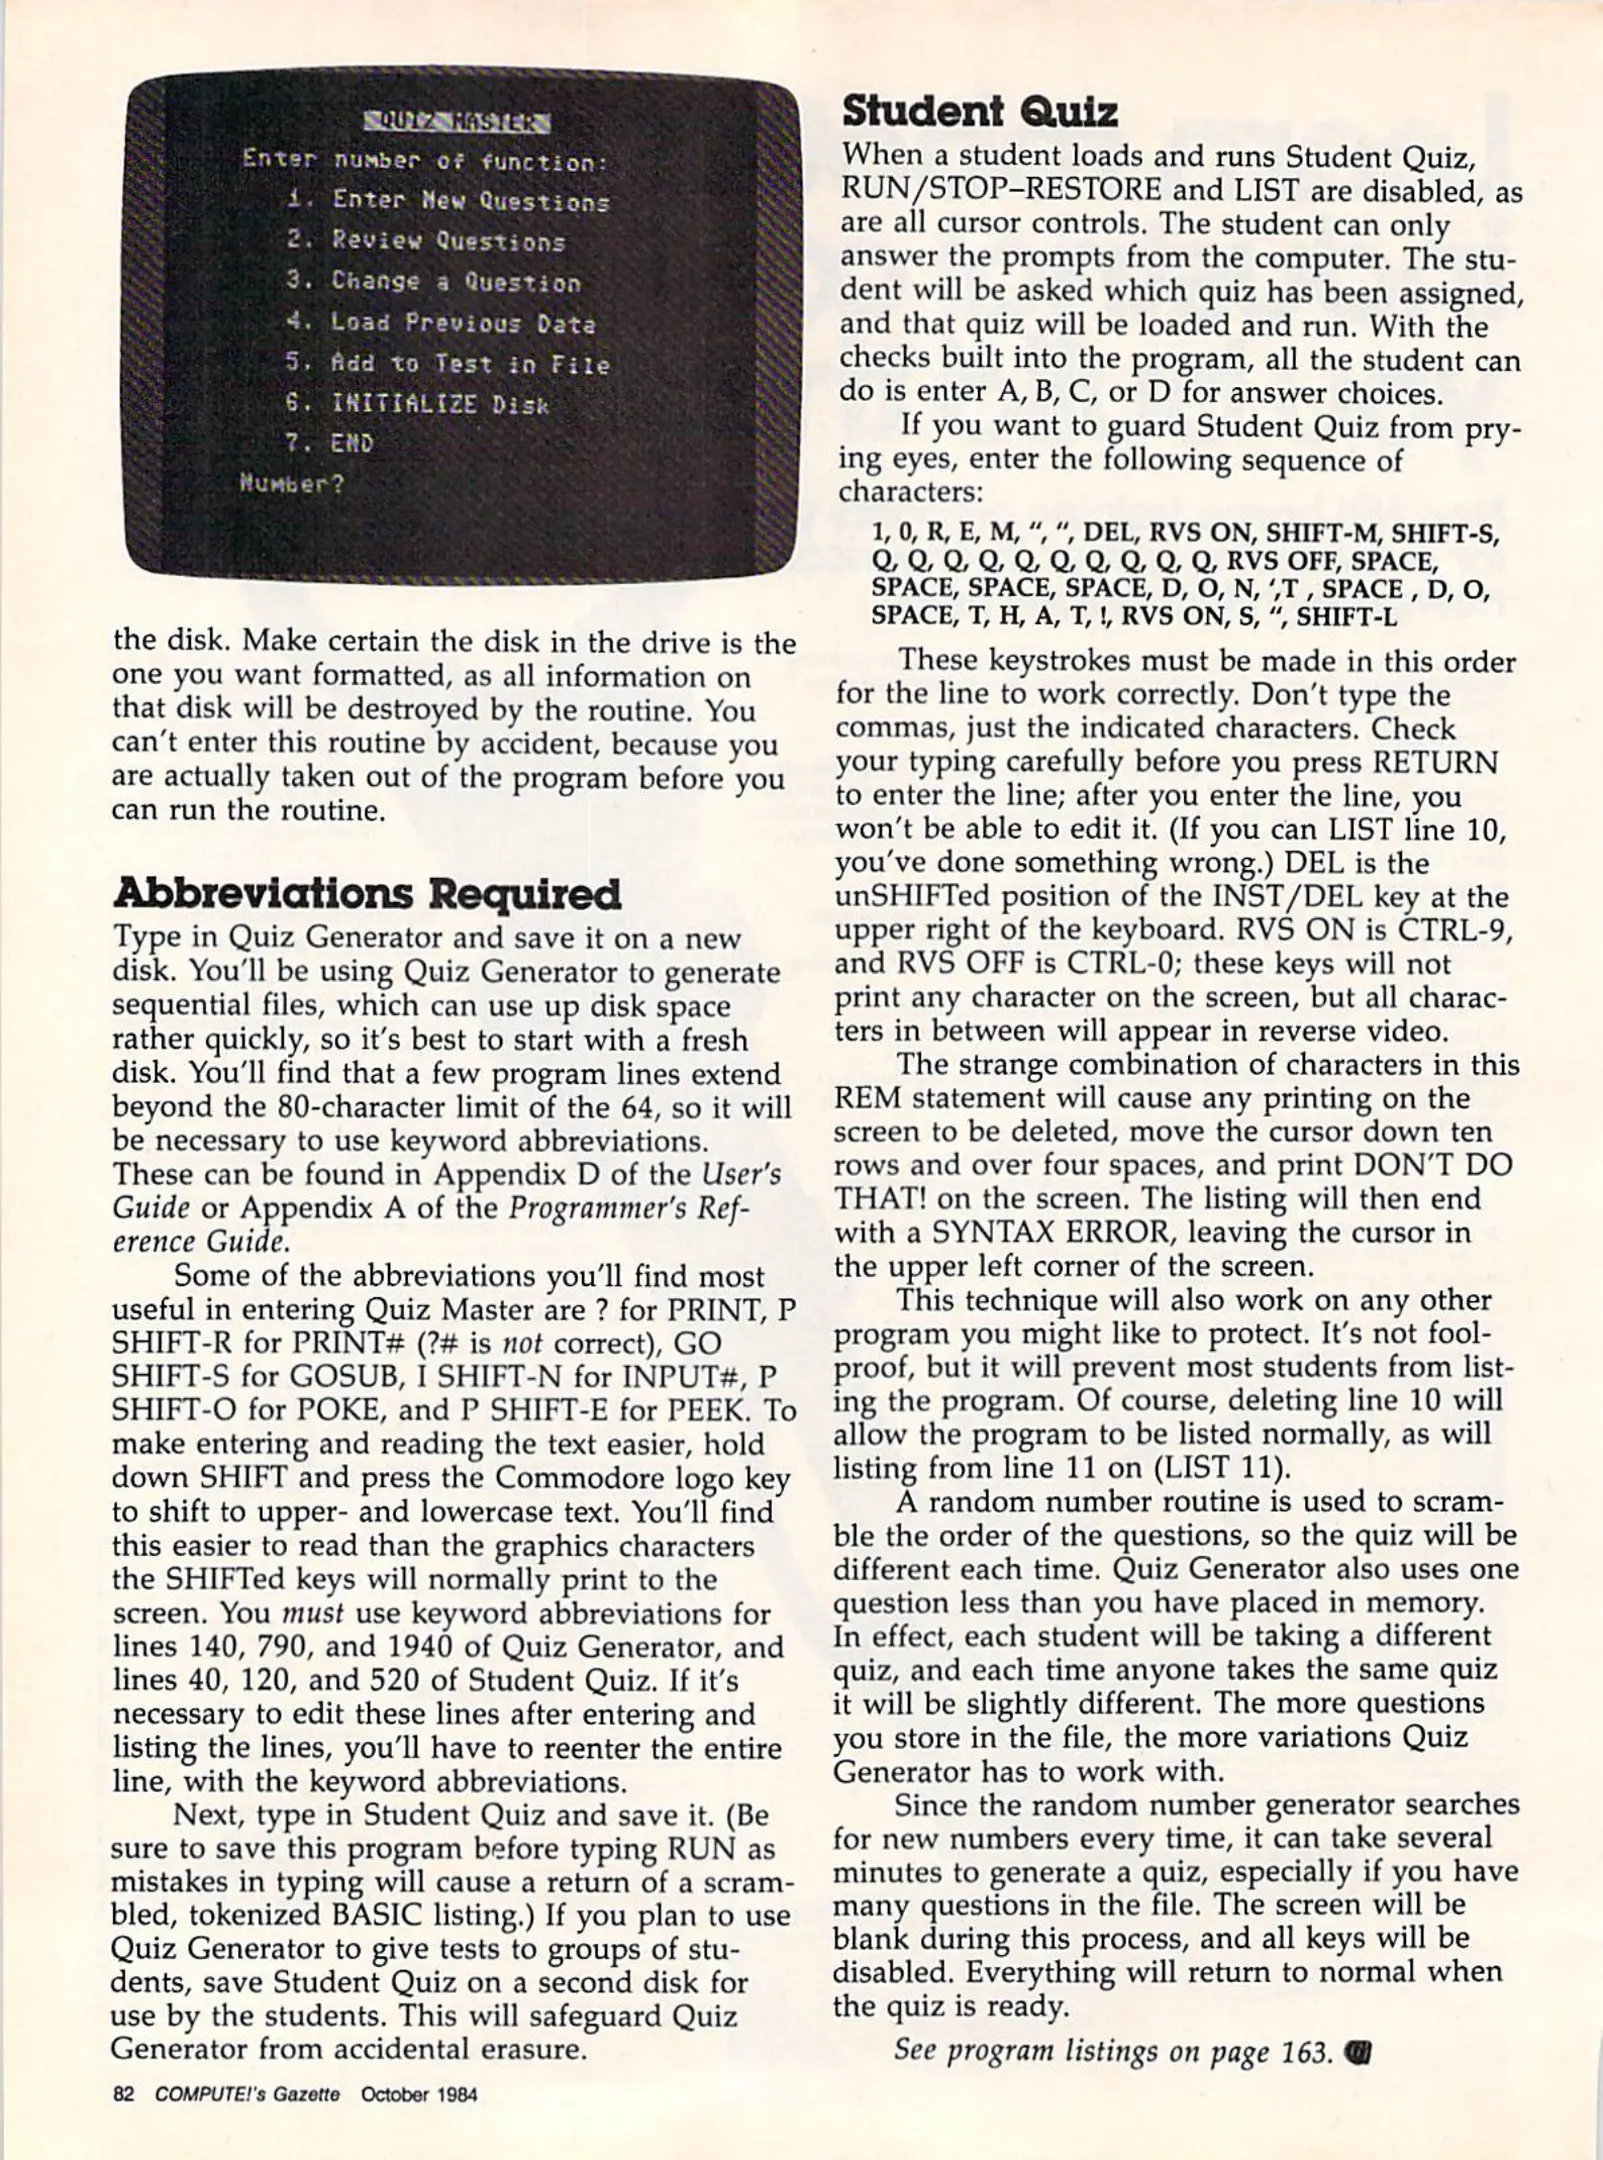 QUIZ MASTER
Enter number of function:
1. Enter New Questions
2. Review Questions
3. Change a Question
4. Load Previous Data
5. Add to Test in File
6. INITIALIZE Disk
7. END
Number?
the disk. Make certain the disk in the drive is the
one you want formatted, as all information on
that disk will be destroyed by the routine. You
can't enter this routine by accident, because you
are actually taken out of the program before you
can run the routine.
Abbreviations Required
Type in Quiz Generator and save it on a new
disk. You'll be using Quiz Generator to generate
sequential files, which can use up disk space
rather quickly, so it's best to start with a fresh
disk. You'll find that a few program lines extend
beyond the 80-character limit of the 64, so it will
be necessary to use keyword abbreviations.
These can be found in Appendix D of the User's
Guide or Appendix A of the Programmer's Ref-
erence Guide.
Some of the abbreviations you'll find most
useful in entering Quiz Master are ? for PRINT, P
SHIFT-R for PRINT# (?# is not correct), GO
SHIFT-S for GOSUB, I SHIFT-N for INPUT#, P
SHIFT-O for POKE, and P SHIFT-E for PEEK. To
make entering and reading the text easier, hold
down SHIFT and press the Commodore logo key
to shift to upper- and lowercase text. You'll find
this easier to read than the graphics characters
the SHIFTed keys will normally print to the
screen. You must use keyword abbreviations for
lines 140, 790, and 1940 of Quiz Generator, and
lines 40, 120, and 520 of Student Quiz. If it's
necessary to edit these lines after entering and
listing the lines, you'll have to reenter the entire
line, with the keyword abbreviations.
Next, type in Student Quiz and save it. (Be
sure to save this program before typing RUN as
mistakes in typing will cause a return of a scram-
bled, tokenized BASIC listing.) If you plan to use
Quiz Generator to give tests to groups of stu-
dents, save Student Quiz on a second disk for
use by the students. This will safeguard Quiz
Generator from accidental erasure.
Student Quiz
When a student loads and runs Student Quiz,
RUN/STOP–RESTORE and LIST are disabled, as
are all cursor controls. The student can only
answer the prompts from the computer. The stu-
dent will be asked which quiz has been assigned,
and that quiz will be loaded and run. With the
checks built into the program, all the student can
do is enter A, B, C, or D for answer choices.
If you want to guard Student Quiz from pry-
ing eyes, enter the following sequence of
characters:
1, 0, R, E, M, ", ", DEL, RVS ON, SHIFT-M, SHIFT-S,
Q, Q, Q, Q, Q, Q, Q, Q, Q, Q, RVS OFF, SPACE,
SPACE, SPACE, SPACE, D, O, N, ',T , SPACE , D, O,
SPACE, T, H, A, T, !, RVS ON, S, ", SHIFT-L
These keystrokes must be made in this order
for the line to work correctly. Don't type the
commas, just the indicated characters. Check
your typing carefully before you press RETURN
to enter the line; after you enter the line, you
won't be able to edit it. (If you can LIST line 10,
you've done something wrong.) DEL is the
unSHIFTed position of the INST/DEL key at the
upper right of the keyboard. RVS ON is CTRL-9,
and RVS OFF is CTRL-0; these keys will not
print any character on the screen, but all charac-
ters in between will appear in reverse video.
The strange combination of characters in this
REM statement will cause any printing on the
screen to be deleted, move the cursor down ten
rows and over four spaces, and print DON'T DO
THAT! on the screen. The listing will then end
with a SYNTAX ERROR, leaving the cursor in
the upper left corner of the screen.
This technique will also work on any other
program you might like to protect. It's not fool-
proof, but it will prevent most students from list-
ing the program. Of course, deleting line 10 will
allow the program to be listed normally, as will
listing from line 11 on (LIST 11).
A random number routine is used to scram-
ble the order of the questions, so the quiz will be
different each time. Quiz Generator also uses one
question less than you have placed in memory.
In effect, each student will be taking a different
quiz, and each time anyone takes the same quiz
it will be slightly different. The more questions
you store in the file, the more variations Quiz
Generator has to work with.
Since the random number generator searches
for new numbers every time, it can take several
minutes to generate a quiz, especially if you have
many questions in the file. The screen will be
blank during this process, and all keys will be
disabled. Everything will return to normal when
the quiz is ready.
See program listings on page 163.
82 COMPUTE!'s Gazette October 1984